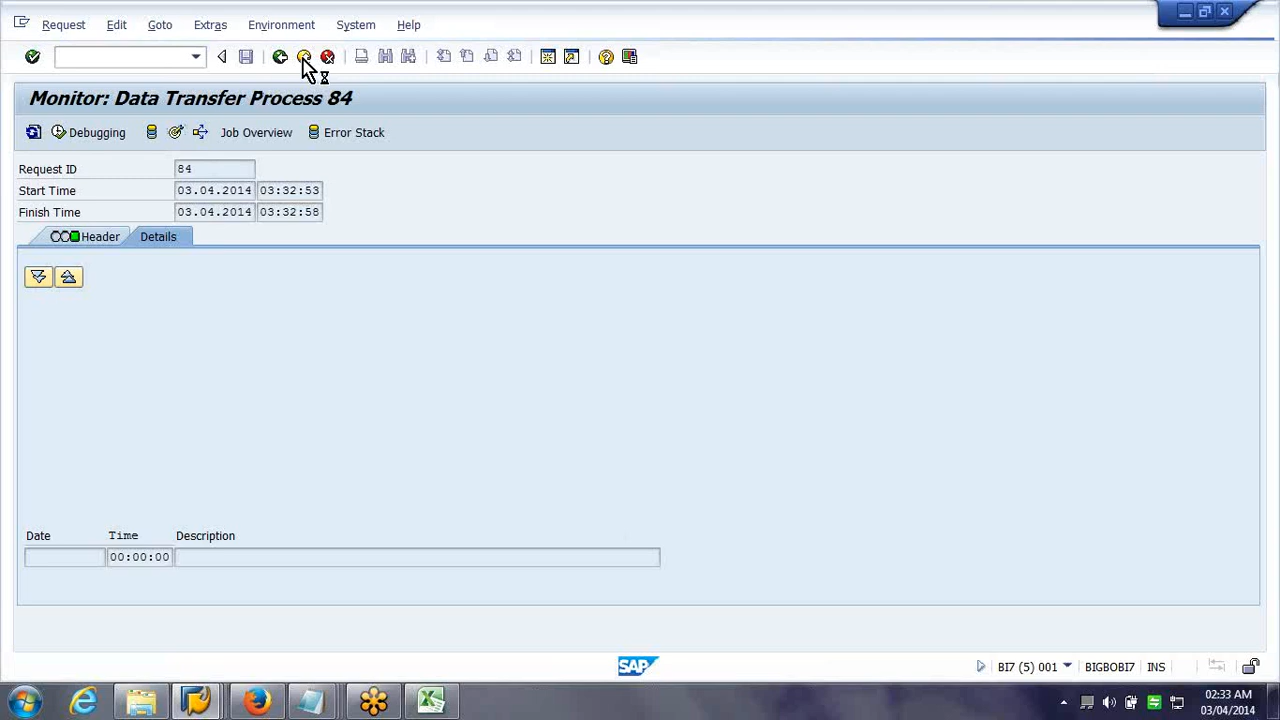 Request Edit Goto Extras Environment System Help
Monitor: Data Transfer Process 84
Debugging Job Overview Error Stack
Request ID 84
Start Time 03.04.2014 03:32:53
Finish Time 03.04.2014 03:32:58
Header Details
Date Time Description
00:00:00
SAP BI7 (5) 001 BIGBOBI7 INS
02:33 AM
03/04/2014